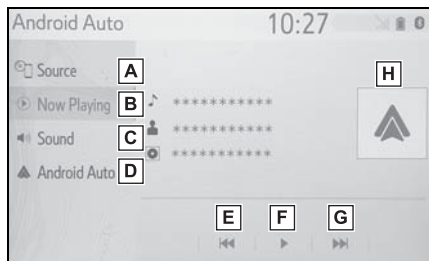 Android Auto 10:27
Source A
H
Now Playing B ***********
Sound C ***********
***********
Android Auto D
E F G